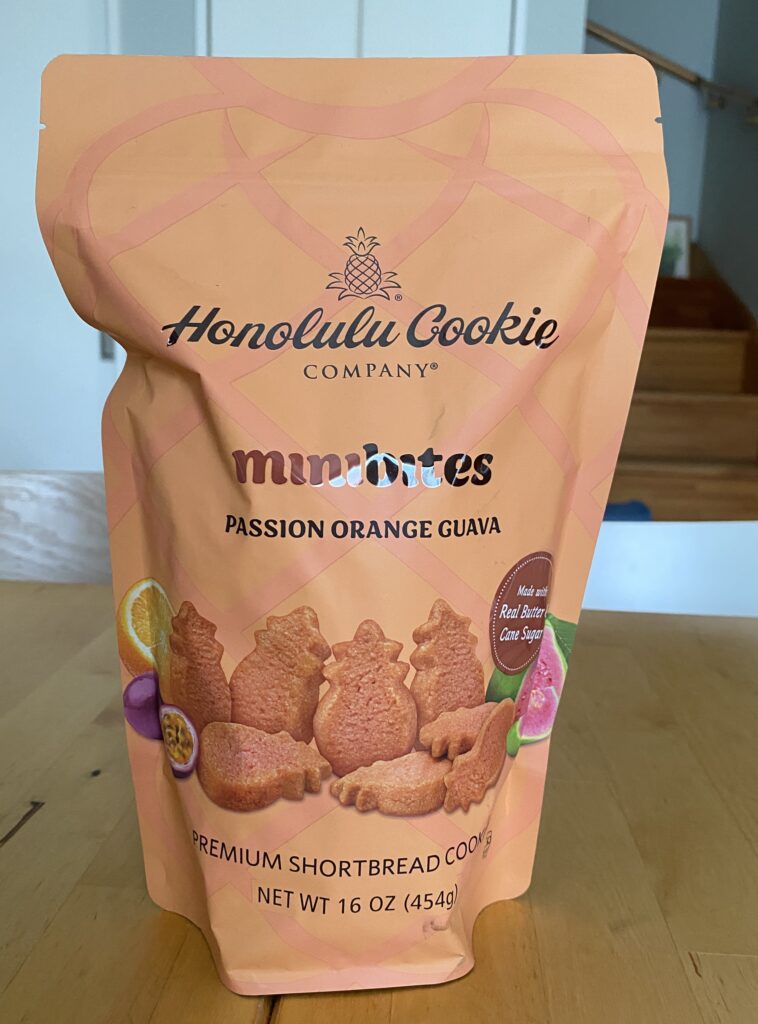 Honolulu Cookie
COMPANY®
minibites
PASSION ORANGE GUAVA
Made with
Real Butter
Cane Sugar
PREMIUM SHORTBREAD
NET WT 16 OZ (454g)